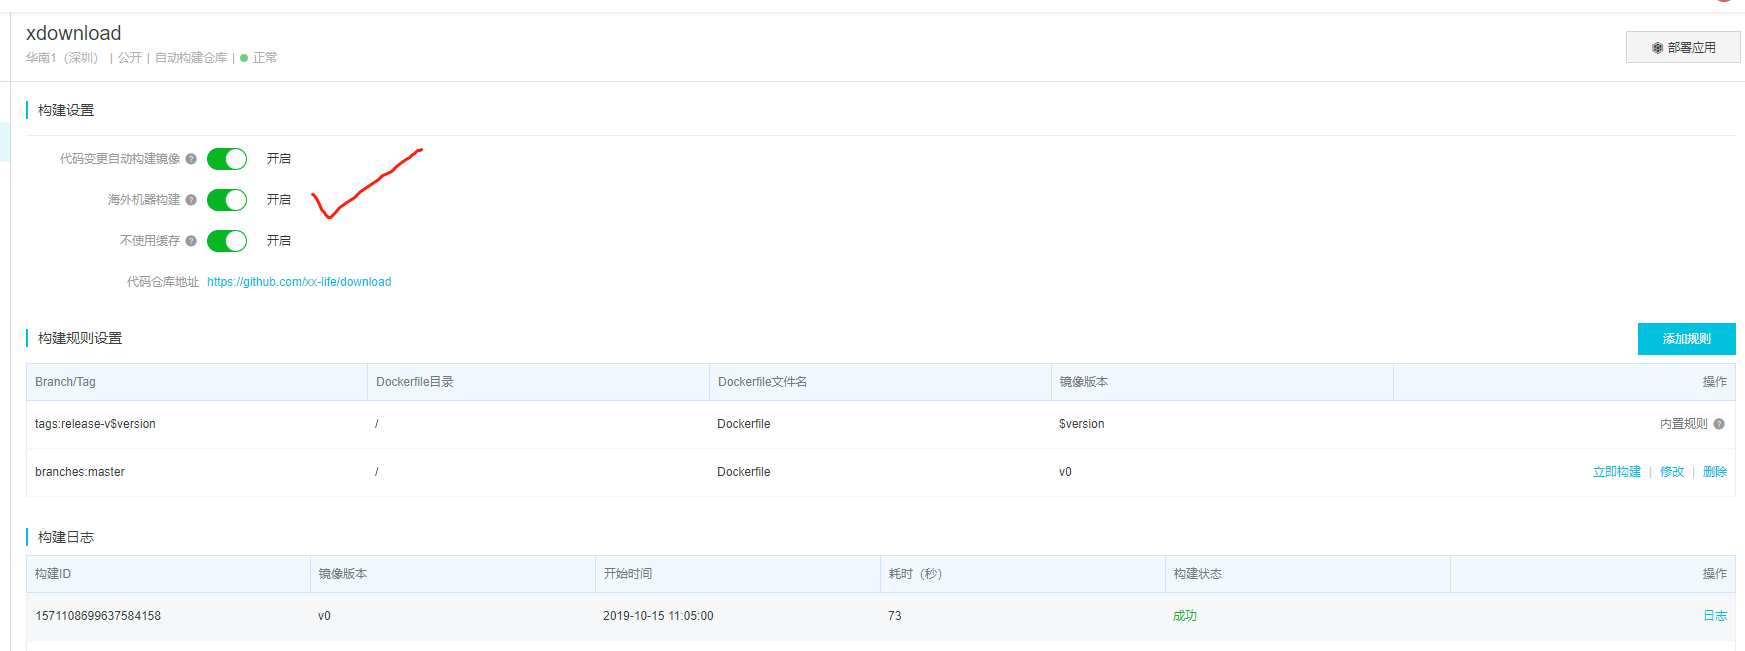 xdownload
华南1（深圳） | 公开 | 自动构建仓库 | 正常
部署应用
构建设置
代码变更自动构建镜像 ? 开启
海外机器构建 ? 开启
不使用缓存 ? 开启
代码仓库地址 https://github.com/xx-life/download
构建规则设置
添加规则
Branch/Tag Dockerfile目录 Dockerfile文件名 镜像版本 操作
tags:release-v$version / Dockerfile $version 内置规则 ?
branches:master / Dockerfile v0 立即构建 | 修改 | 删除
构建日志
构建ID 镜像版本 开始时间 耗时（秒） 构建状态 操作
1571108699637584158 v0 2019-10-15 11:05:00 73 成功 日志